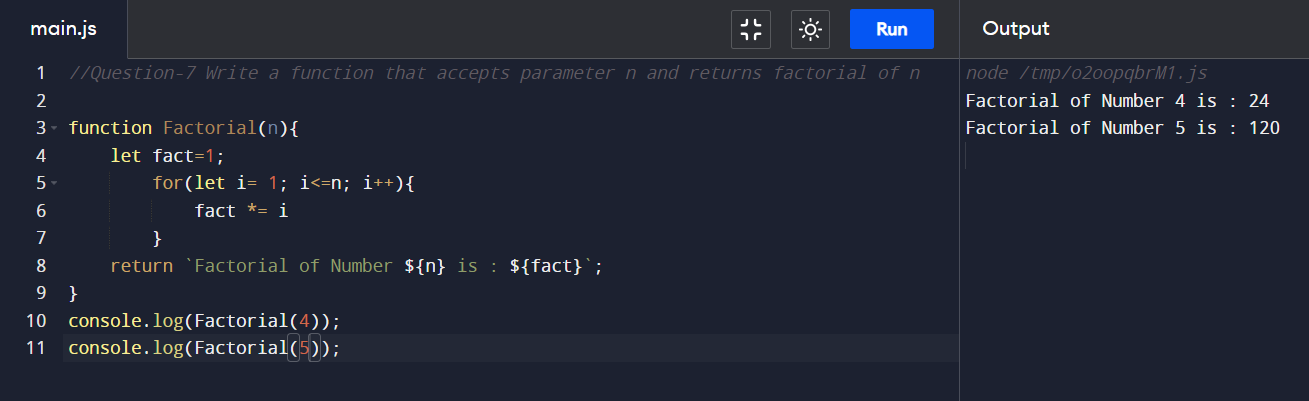 main.js
Run
Output
1 //Question-7 Write a function that accepts parameter n and returns factorial of n
2
3 function Factorial(n){
4 let fact=1;
5 for(let i= 1; i<=n; i++){
6 fact *= i
7 }
8 return `Factorial of Number ${n} is : ${fact}`;
9 }
10 console.log(Factorial(4));
11 console.log(Factorial(5));
node /tmp/o2oopqbrM1.js
Factorial of Number 4 is : 24
Factorial of Number 5 is : 120